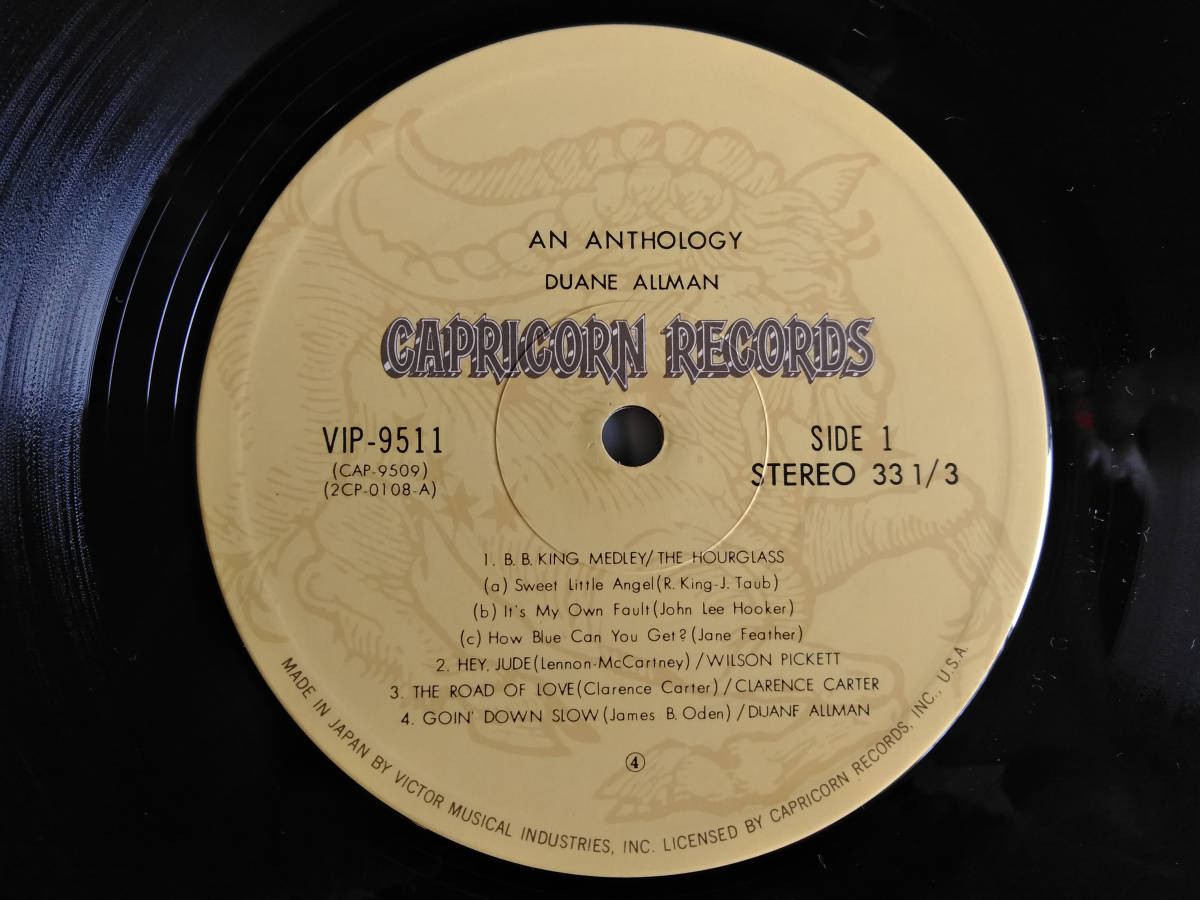 AN ANTHOLOGY
DUANE ALLMAN
CAPRICORN RECORDS
VIP-9511
(CAP-9509)
(2CP-0108-A)
SIDE 1
STEREO 33 1/3
1. B. B. KING MEDLEY/THE HOURGLASS
(a) Sweet Little Angel(R. King-J. Taub)
(b) It's My Own Fault(John Lee Hooker)
(c) How Blue Can You Get?(Jane Feather)
2. HEY, JUDE(Lennon-McCartney)/WILSON PICKETT
3. THE ROAD OF LOVE(Clarence Carter)/CLARENCE CARTER
4. GOIN' DOWN SLOW(James B. Oden)/DUANE ALLMAN
④
MADE IN JAPAN BY VICTOR MUSICAL INDUSTRIES, INC. LICENSED BY CAPRICORN RECORDS, INC., U.S.A.